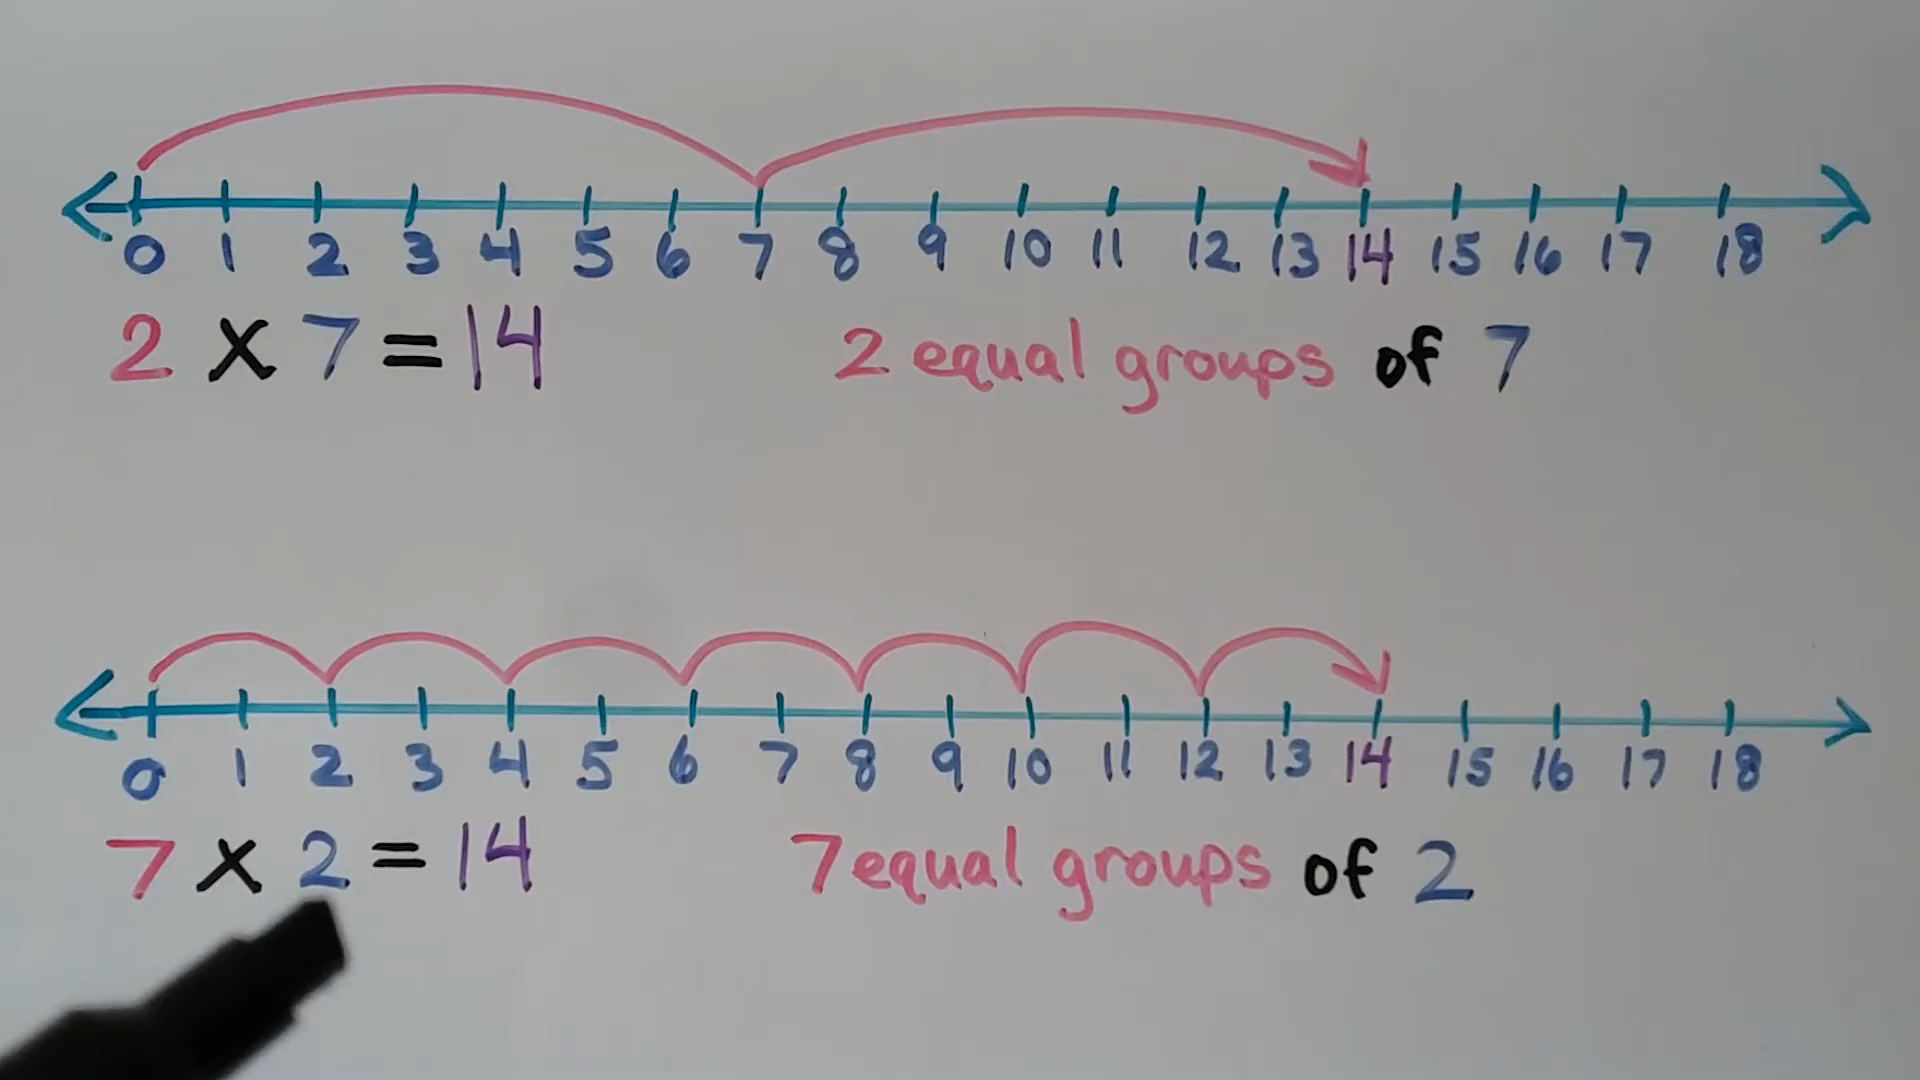 0 1 2 3 4 5 6 7 8 9 10 11 12 13 14 15 16 17 18
2 x 7 = 14 2 equal groups of 7
0 1 2 3 4 5 6 7 8 9 10 11 12 13 14 15 16 17 18
7 x 2 = 14 7 equal groups of 2